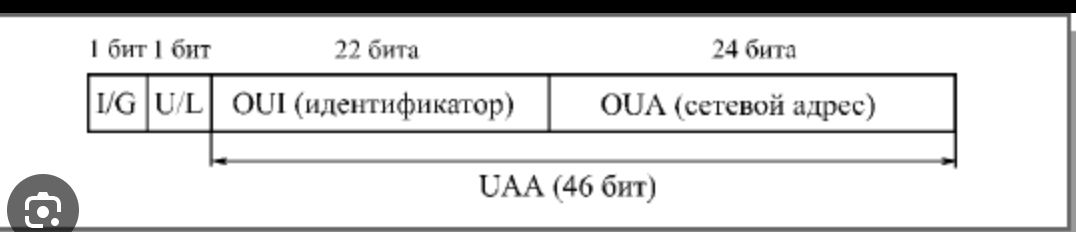 1 бит 1 бит 22 бита 24 бита
I/G U/L OUI (идентификатор) OUA (сетевой адрес)
UAA (46 бит)